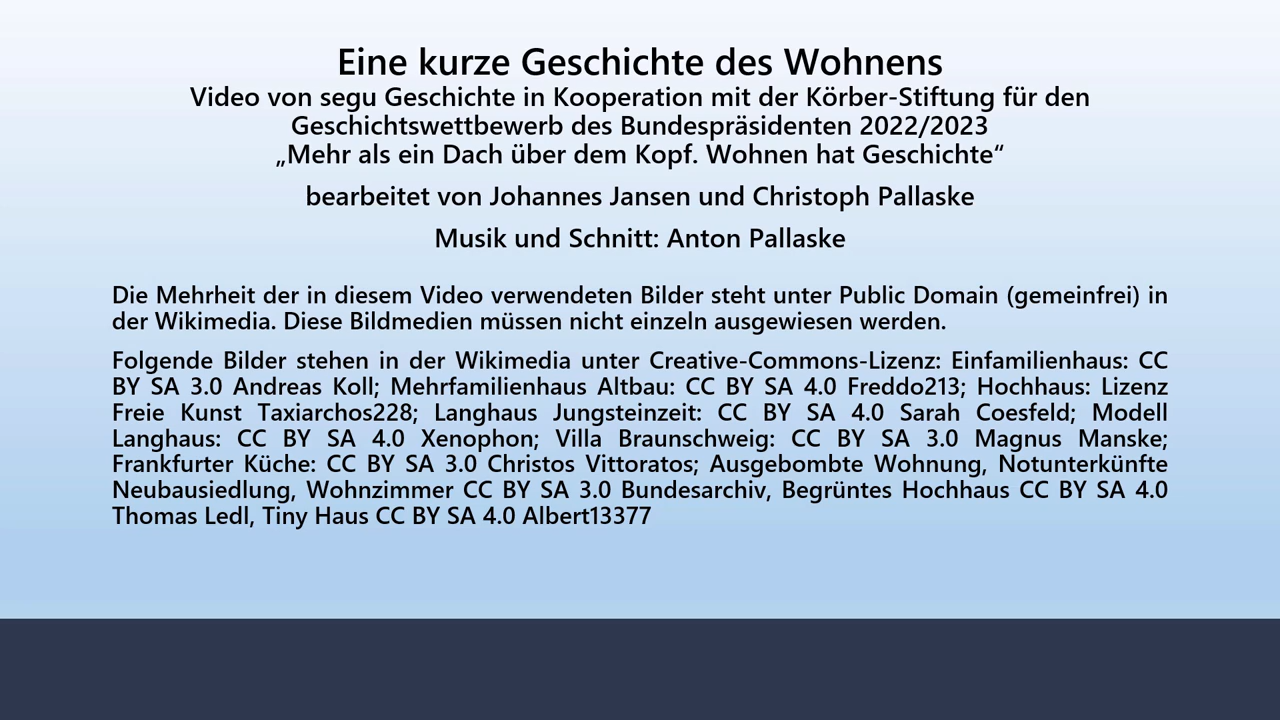 Eine kurze Geschichte des Wohnens
Video von segu Geschichte in Kooperation mit der Körber-Stiftung für den
Geschichtswettbewerb des Bundespräsidenten 2022/2023
„Mehr als ein Dach über dem Kopf. Wohnen hat Geschichte“
bearbeitet von Johannes Jansen und Christoph Pallaske
Musik und Schnitt: Anton Pallaske
Die Mehrheit der in diesem Video verwendeten Bilder steht unter Public Domain (gemeinfrei) in
der Wikimedia. Diese Bildmedien müssen nicht einzeln ausgewiesen werden.
Folgende Bilder stehen in der Wikimedia unter Creative-Commons-Lizenz: Einfamilienhaus: CC
BY SA 3.0 Andreas Koll; Mehrfamilienhaus Altbau: CC BY SA 4.0 Freddo213; Hochhaus: Lizenz
Freie Kunst Taxiarchos228; Langhaus Jungsteinzeit: CC BY SA 4.0 Sarah Coesfeld; Modell
Langhaus: CC BY SA 4.0 Xenophon; Villa Braunschweig: CC BY SA 3.0 Magnus Manske;
Frankfurter Küche: CC BY SA 3.0 Christos Vittoratos; Ausgebombte Wohnung, Notunterkünfte
Neubausiedlung, Wohnzimmer CC BY SA 3.0 Bundesarchiv, Begrüntes Hochhaus CC BY SA 4.0
Thomas Ledl, Tiny Haus CC BY SA 4.0 Albert13377